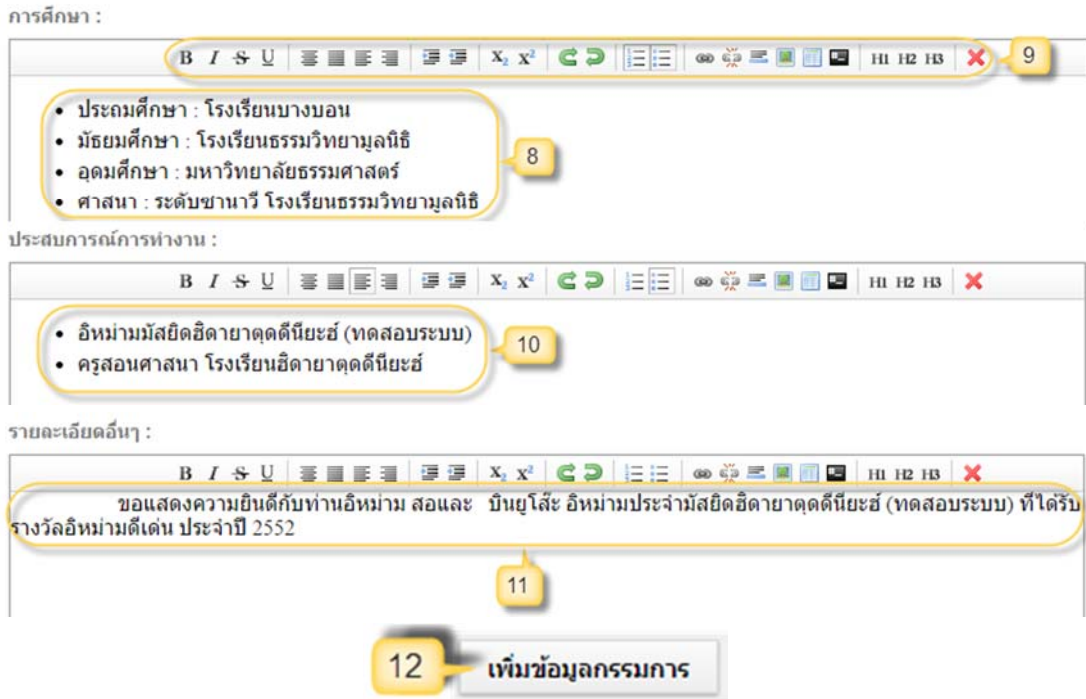 การศึกษา :
B I S U X₂ X² H1 H2 H3
9
• ประถมศึกษา : โรงเรียนบางบอน
• มัธยมศึกษา : โรงเรียนธรรมวิทยามูลนิธิ
• อุดมศึกษา : มหาวิทยาลัยธรรมศาสตร์
• ศาสนา : ระดับซานาวี โรงเรียนธรรมวิทยามูลนิธิ
8
ประสบการณ์การทำงาน :
B I S U X₂ X² H1 H2 H3
• อิหม่ามมัสยิดฮิดายาตุดดีนียะฮ์ (ทดสอบระบบ)
• ครูสอนศาสนา โรงเรียนฮิดายาตุดดีนียะฮ์
10
รายละเอียดอื่นๆ :
B I S U X₂ X² H1 H2 H3
ขอแสดงความยินดีกับท่านอิหม่าม สอและ บินยูโส๊ะ อิหม่ามประจำมัสยิดฮิดายาตุดดีนียะฮ์ (ทดสอบระบบ) ที่ได้รับ
รางวัลอิหม่ามดีเด่น ประจำปี 2552
11
12 เพิ่มข้อมูลกรรมการ